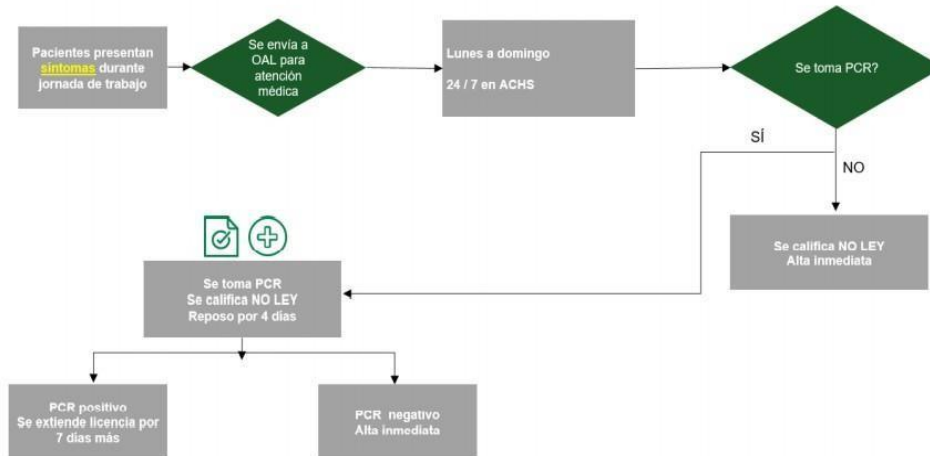 Pacientes presentan
síntomas durante
jornada de trabajo
Se envía a
OAL para
atención
médica
Lunes a domingo
24 / 7 en ACHS
Se toma PCR?
SÍ
NO
Se califica NO LEY
Alta inmediata
Se toma PCR
Se califica NO LEY
Reposo por 4 días
PCR positivo
Se extiende licencia por
7 días más
PCR negativo
Alta inmediata